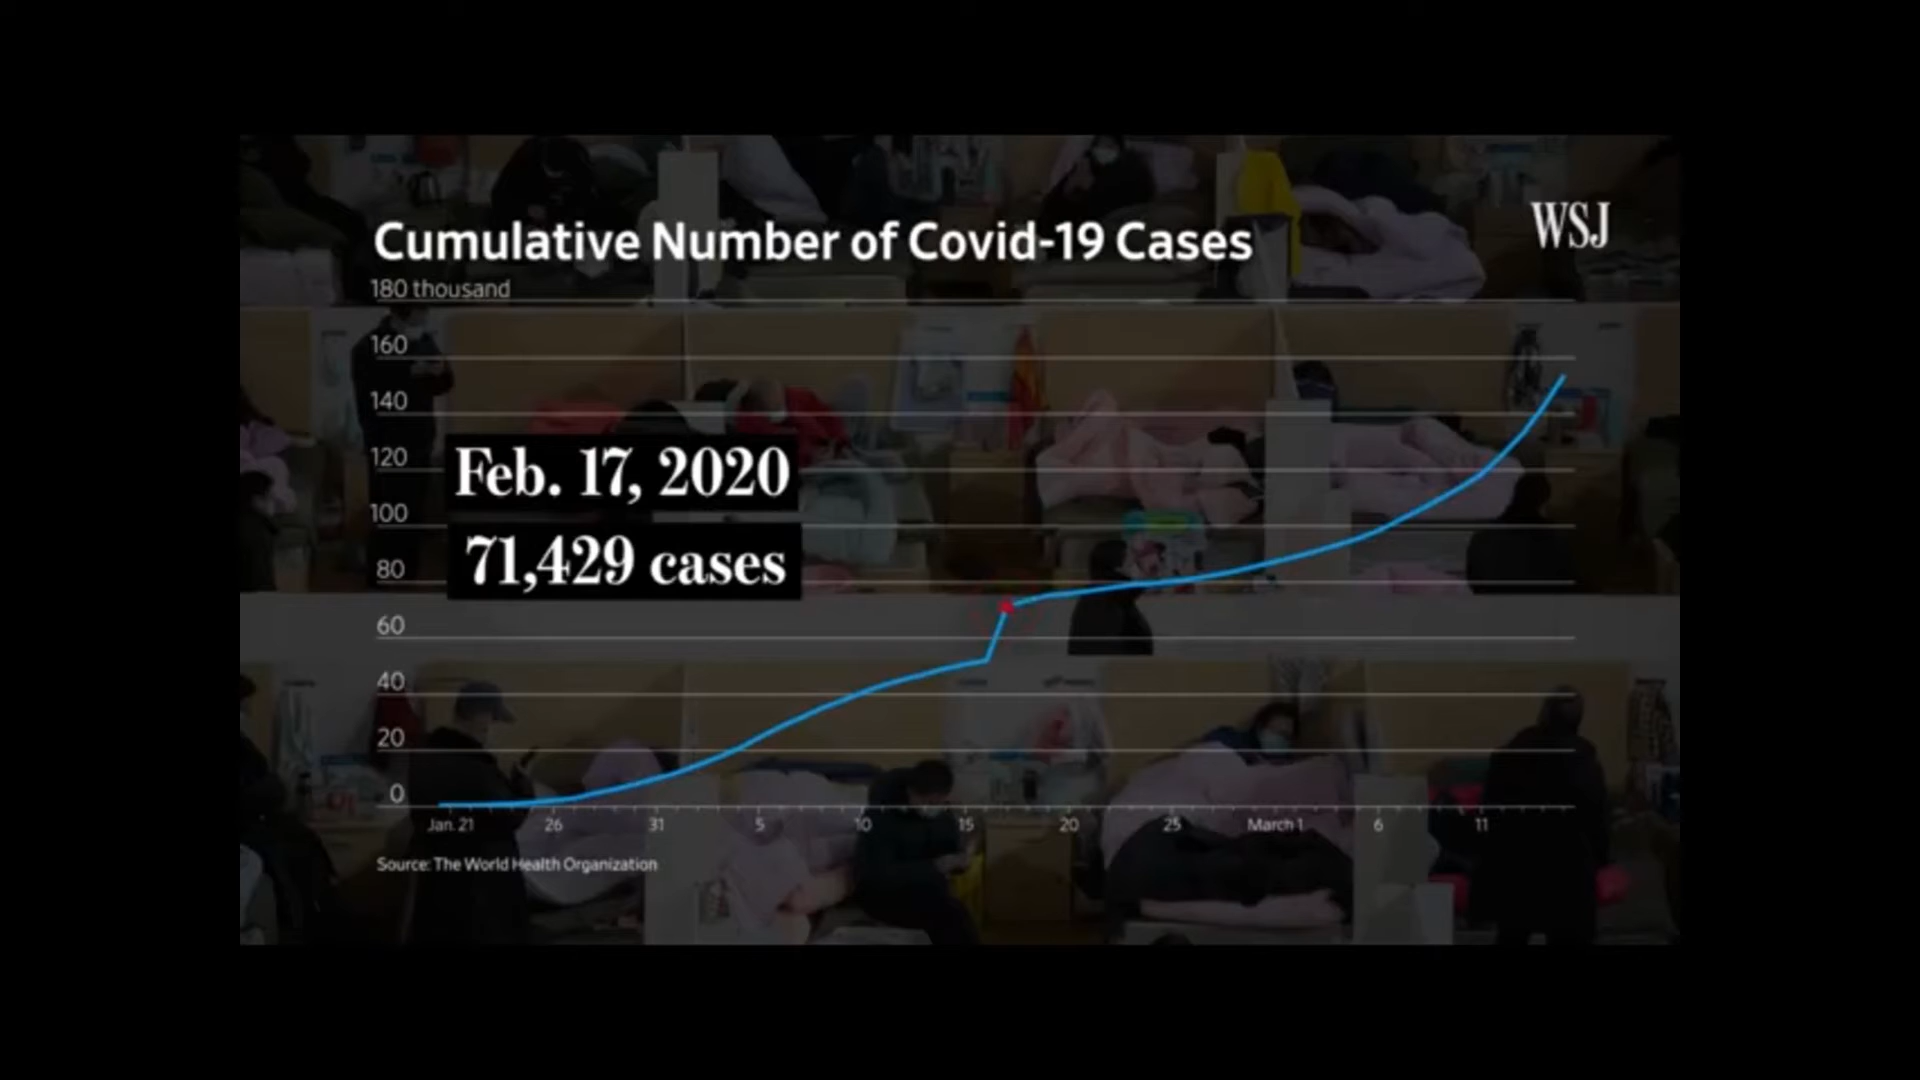 Cumulative Number of Covid-19 Cases
WSJ
180 thousand
160
140
120
100
80
60
40
20
0
Feb. 17, 2020
71,429 cases
Jan. 21 26 31 5 10 15 20 25 March 1 6 11
Source: The World Health Organization